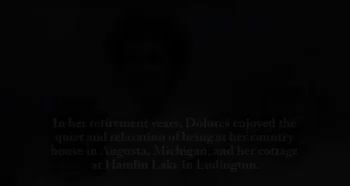 In her retirement years, Dolores enjoyed the
quiet and relaxation of being at her country
house in Augusta, Michigan, and her cottage
at Hamlin Lake in Ludington.